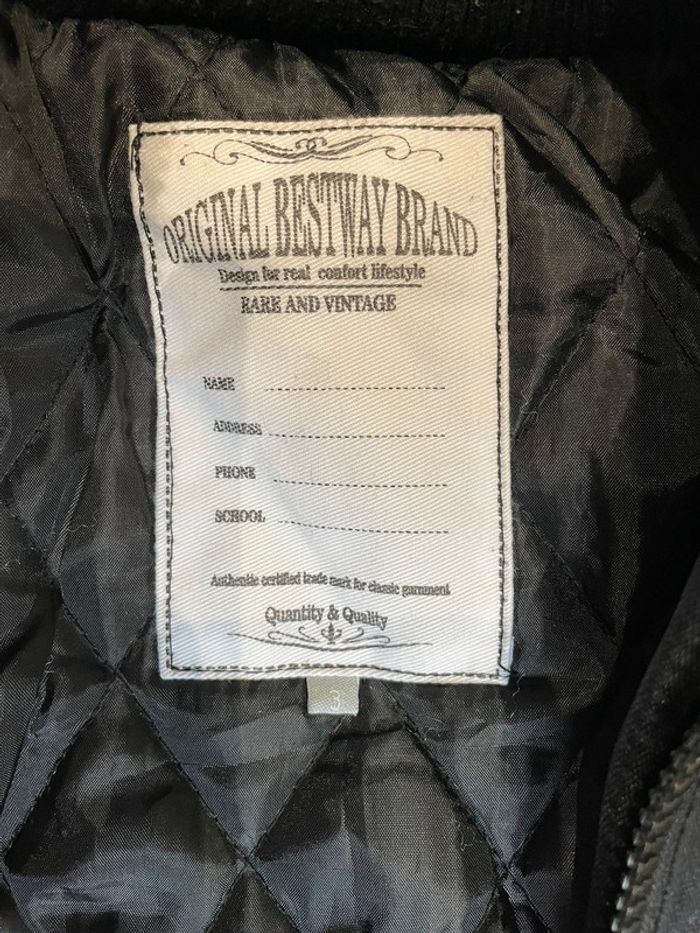 ORIGINAL BESTWAY BRAND
Design for real confort lifestyle
RARE AND VINTAGE
NAME
ADDRESS
PHONE
SCHOOL
Authentic certified trade mark for classic garmment
Quantity & Quality